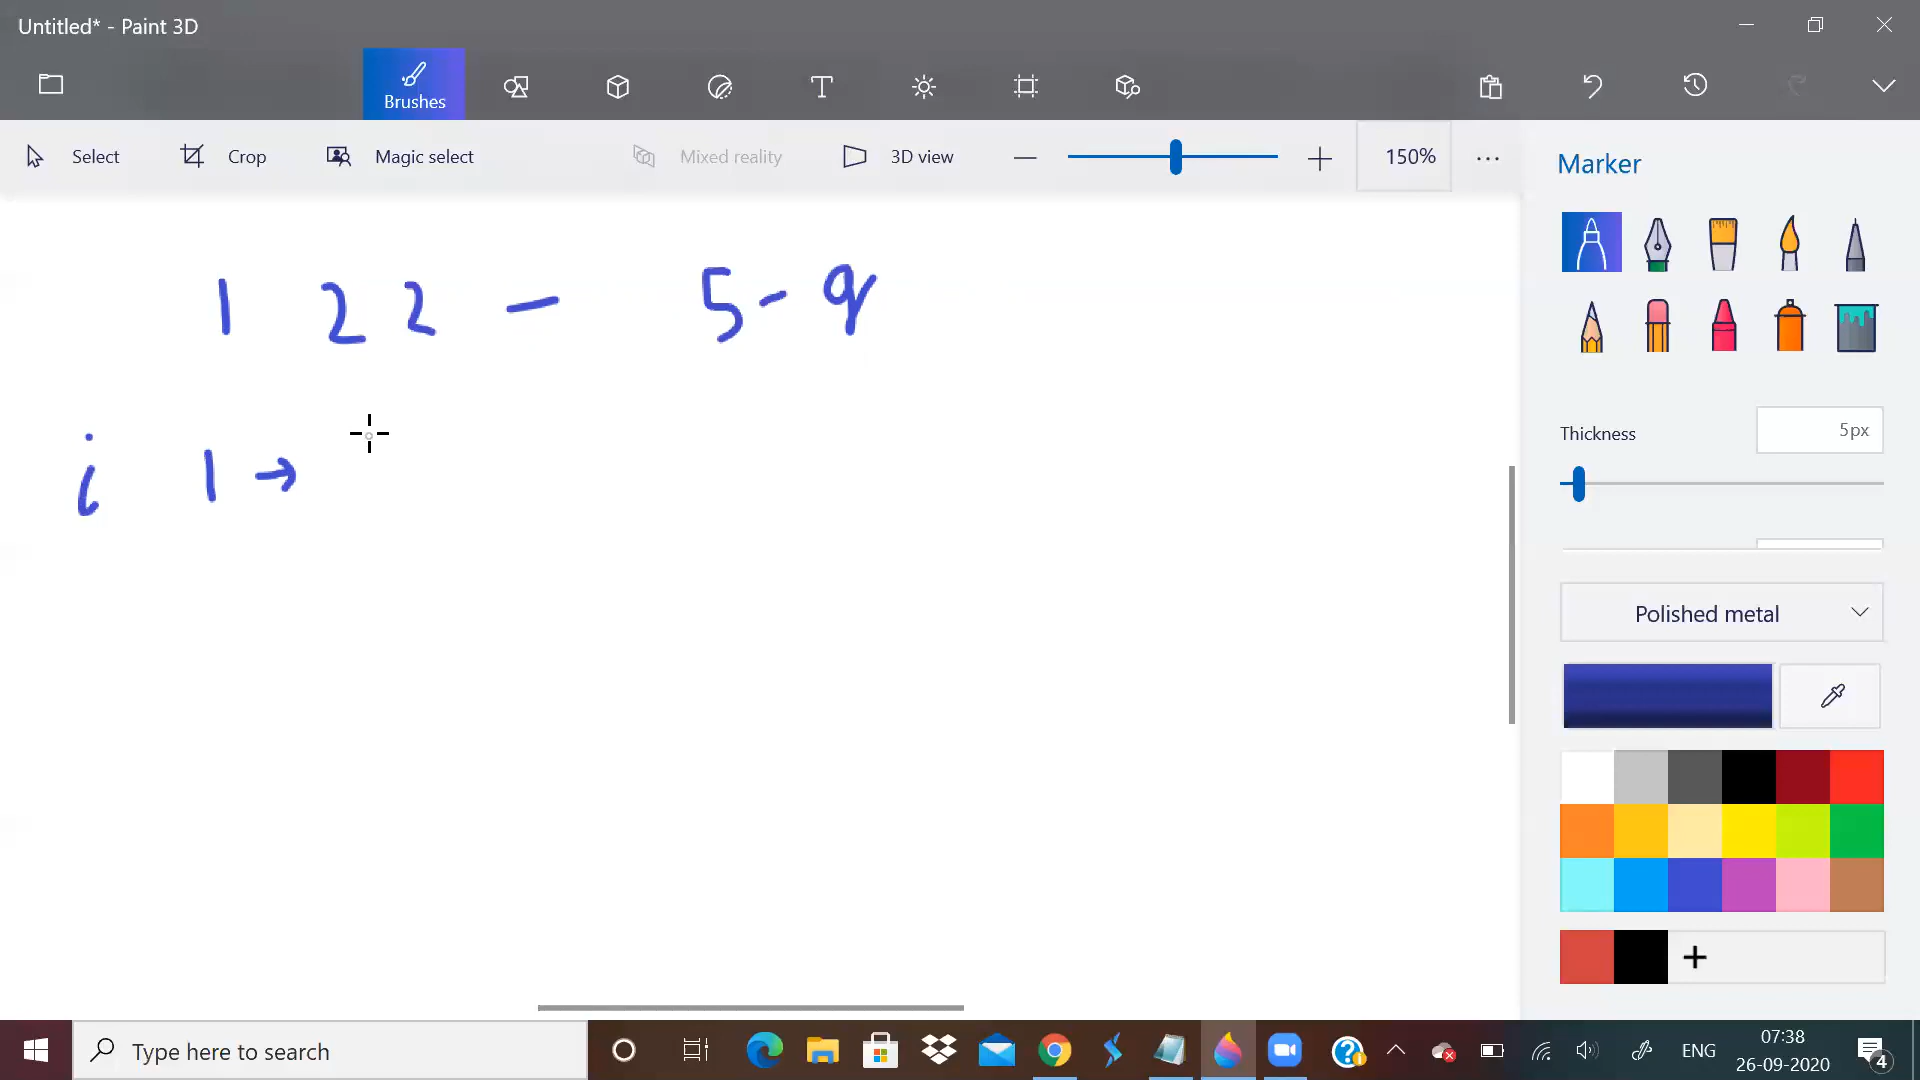 Untitled* - Paint 3D
Brushes
Select Crop Magic select Mixed reality 3D view 150%
Marker
1 2 2 - 5 - 9
i 1 →
Thickness 5px
Polished metal
Type here to search
ENG
07:38
26-09-2020
4